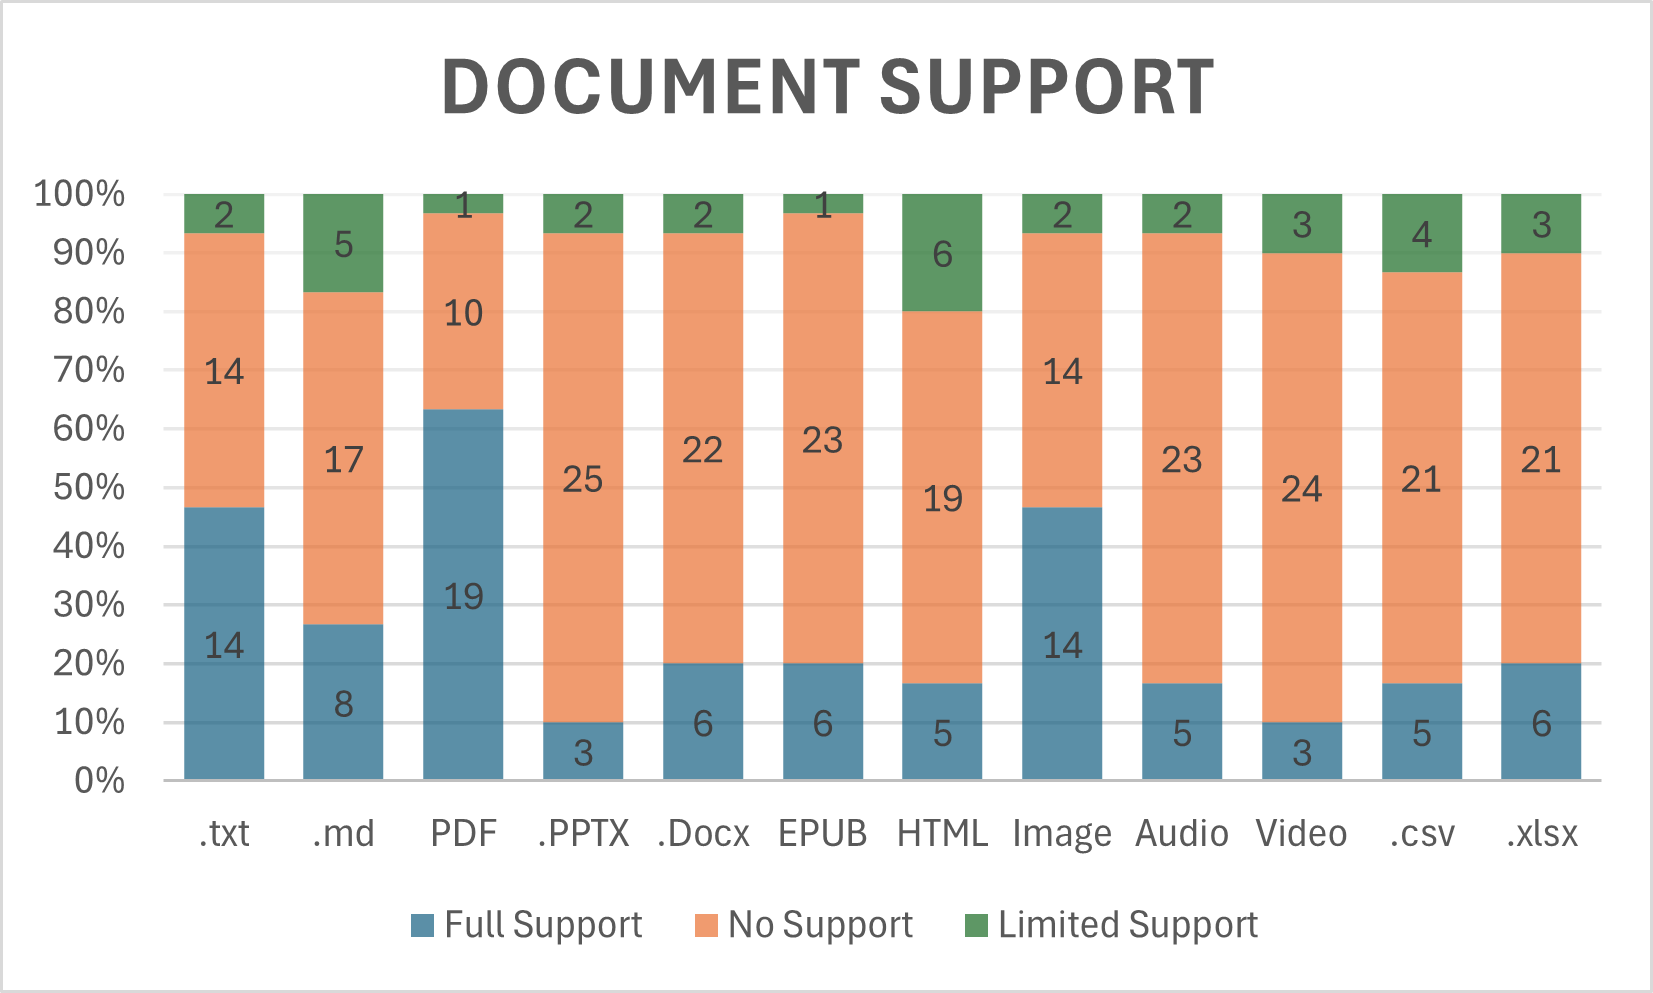 DOCUMENT SUPPORT
100%
90%
80%
70%
60%
50%
40%
30%
20%
10%
0%
2 5 1 2 2 1 6 2 2 3 4 3
14 17 10 25 22 23 19 14 23 24 21 21
14 8 19 3 6 6 5 14 5 3 5 6
.txt .md PDF .PPTX .Docx EPUB HTML Image Audio Video .csv .xlsx
Full Support No Support Limited Support